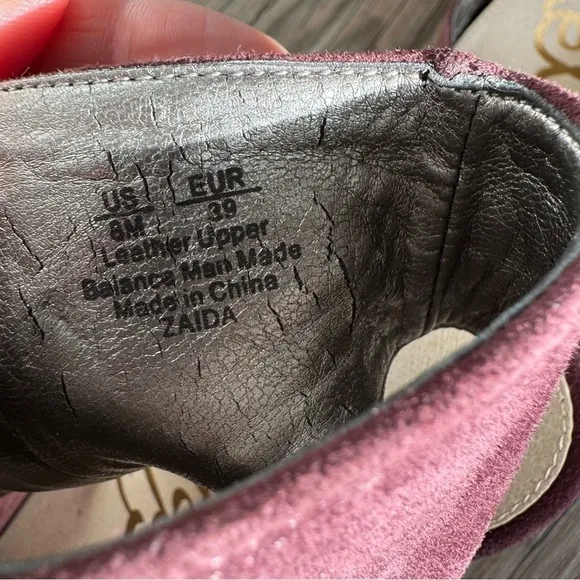 US EUR
8M 39
Leather Upper
Balance Man Made
Made in China
ZAIDA